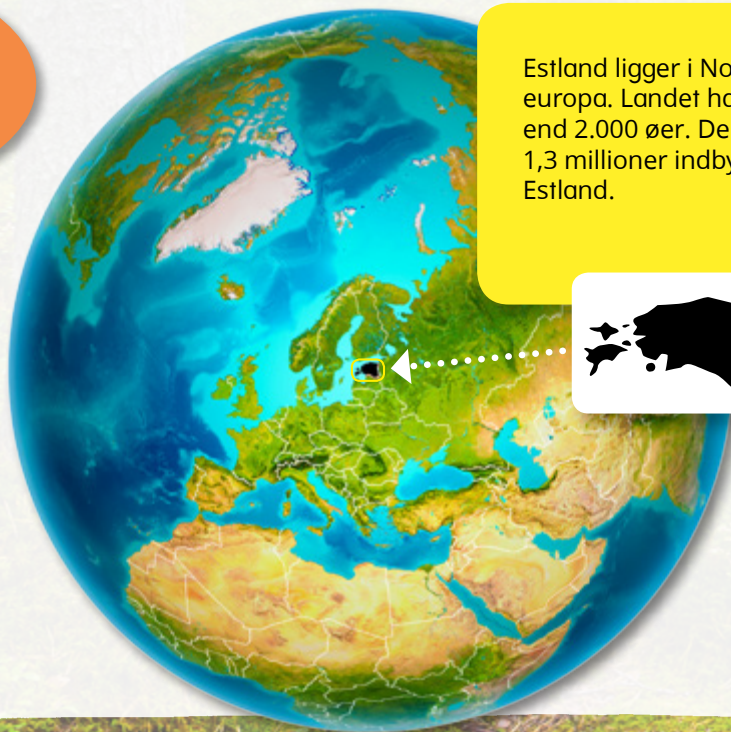 Estland ligger i No
europa. Landet ha
end 2.000 øer. De
1,3 millioner indby
Estland.